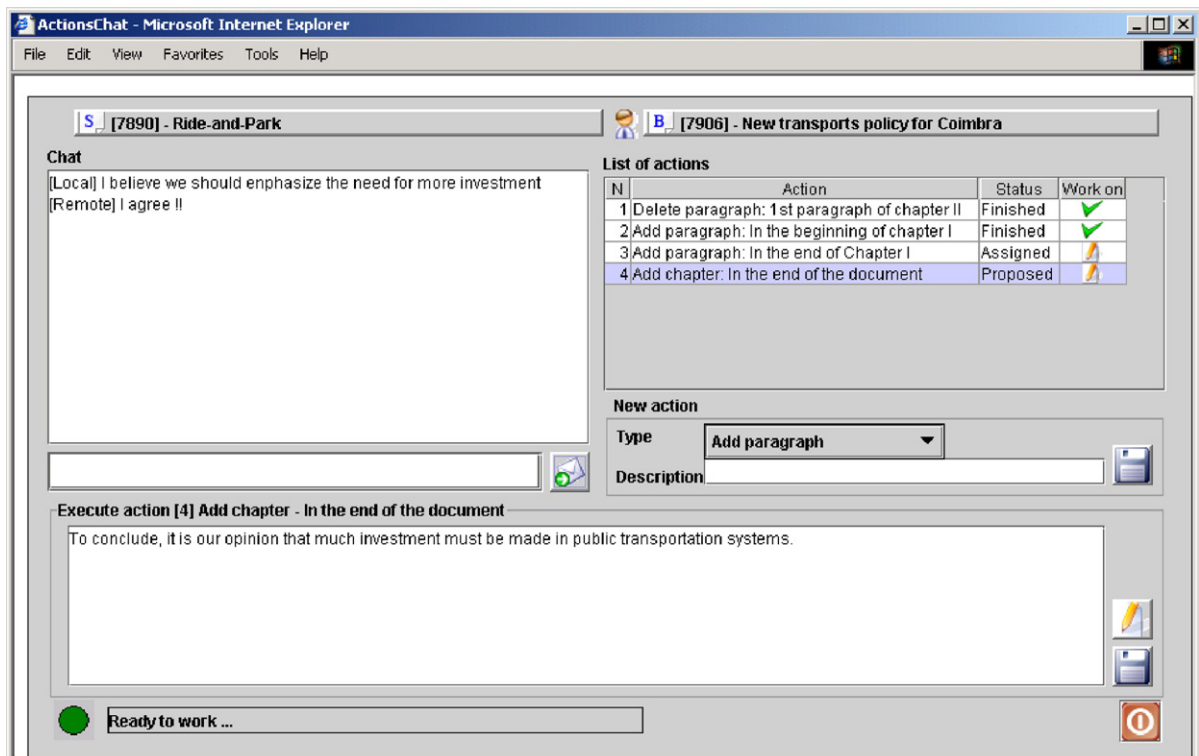 ActionsChat - Microsoft Internet Explorer
File Edit View Favorites Tools Help
S [7890] - Ride-and-Park
B [7906] - New transports policy for Coimbra
Chat
[Local] I believe we should enphasize the need for more investment
[Remote] I agree !!
List of actions
N Action Status Work on
1 Delete paragraph: 1st paragraph of chapter II Finished
2 Add paragraph: In the beginning of chapter I Finished
3 Add paragraph: In the end of Chapter I Assigned
4 Add chapter: In the end of the document Proposed
New action
Type Add paragraph
Description
Execute action [4] Add chapter - In the end of the document
To conclude, it is our opinion that much investment must be made in public transportation systems.
Ready to work ...